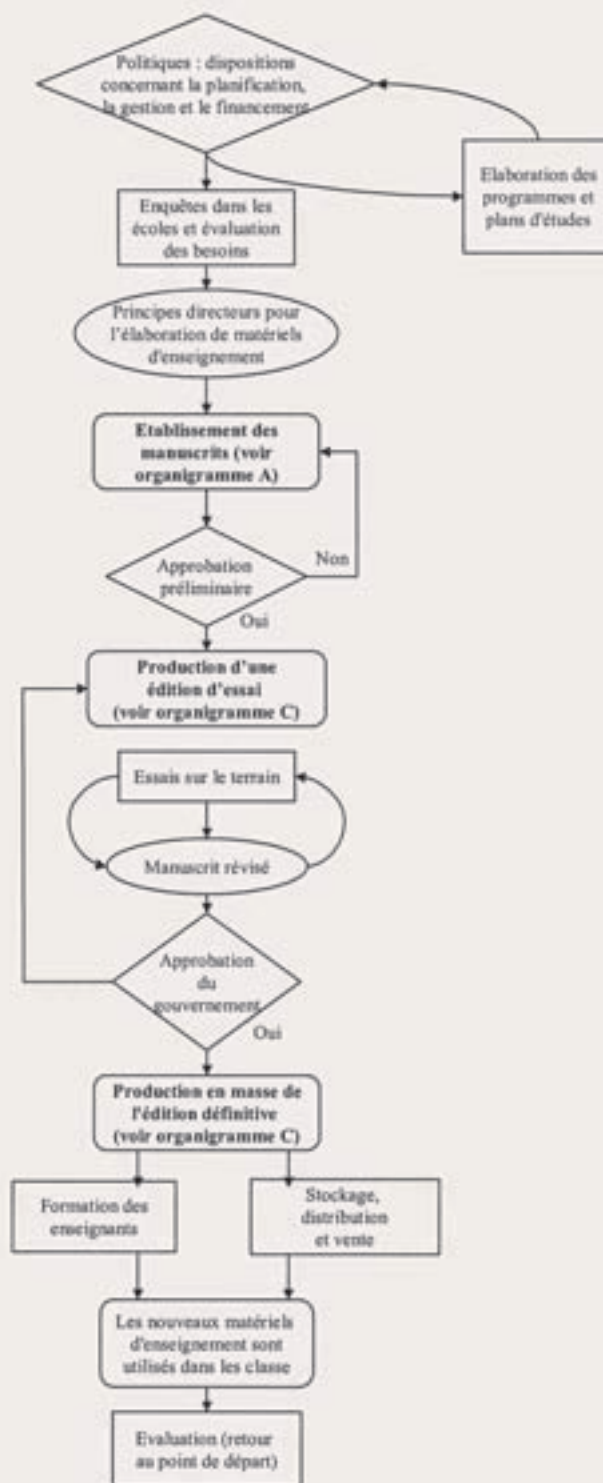 Politiques : dispositions
concernant la planification,
la gestion et le financement
Elaboration des
programmes et
plans d'études
Enquêtes dans les
écoles et évaluation
des besoins
Principes directeurs pour
l'élaboration de matériels
d'enseignement
Etablissement des
manuscrits (voir
organigramme A)
Approbation
préliminaire
Non
Oui
Production d'une
édition d'essai
(voir organigramme C)
Essais sur le terrain
Manuscrit révisé
Approbation
du
gouvernement
Oui
Production en masse de
l'édition définitive
(voir organigramme C)
Formation des
enseignants
Stockage,
distribution
et vente
Les nouveaux matériels
d'enseignement sont
utilisés dans les classe
Evaluation (retour
au point de départ)